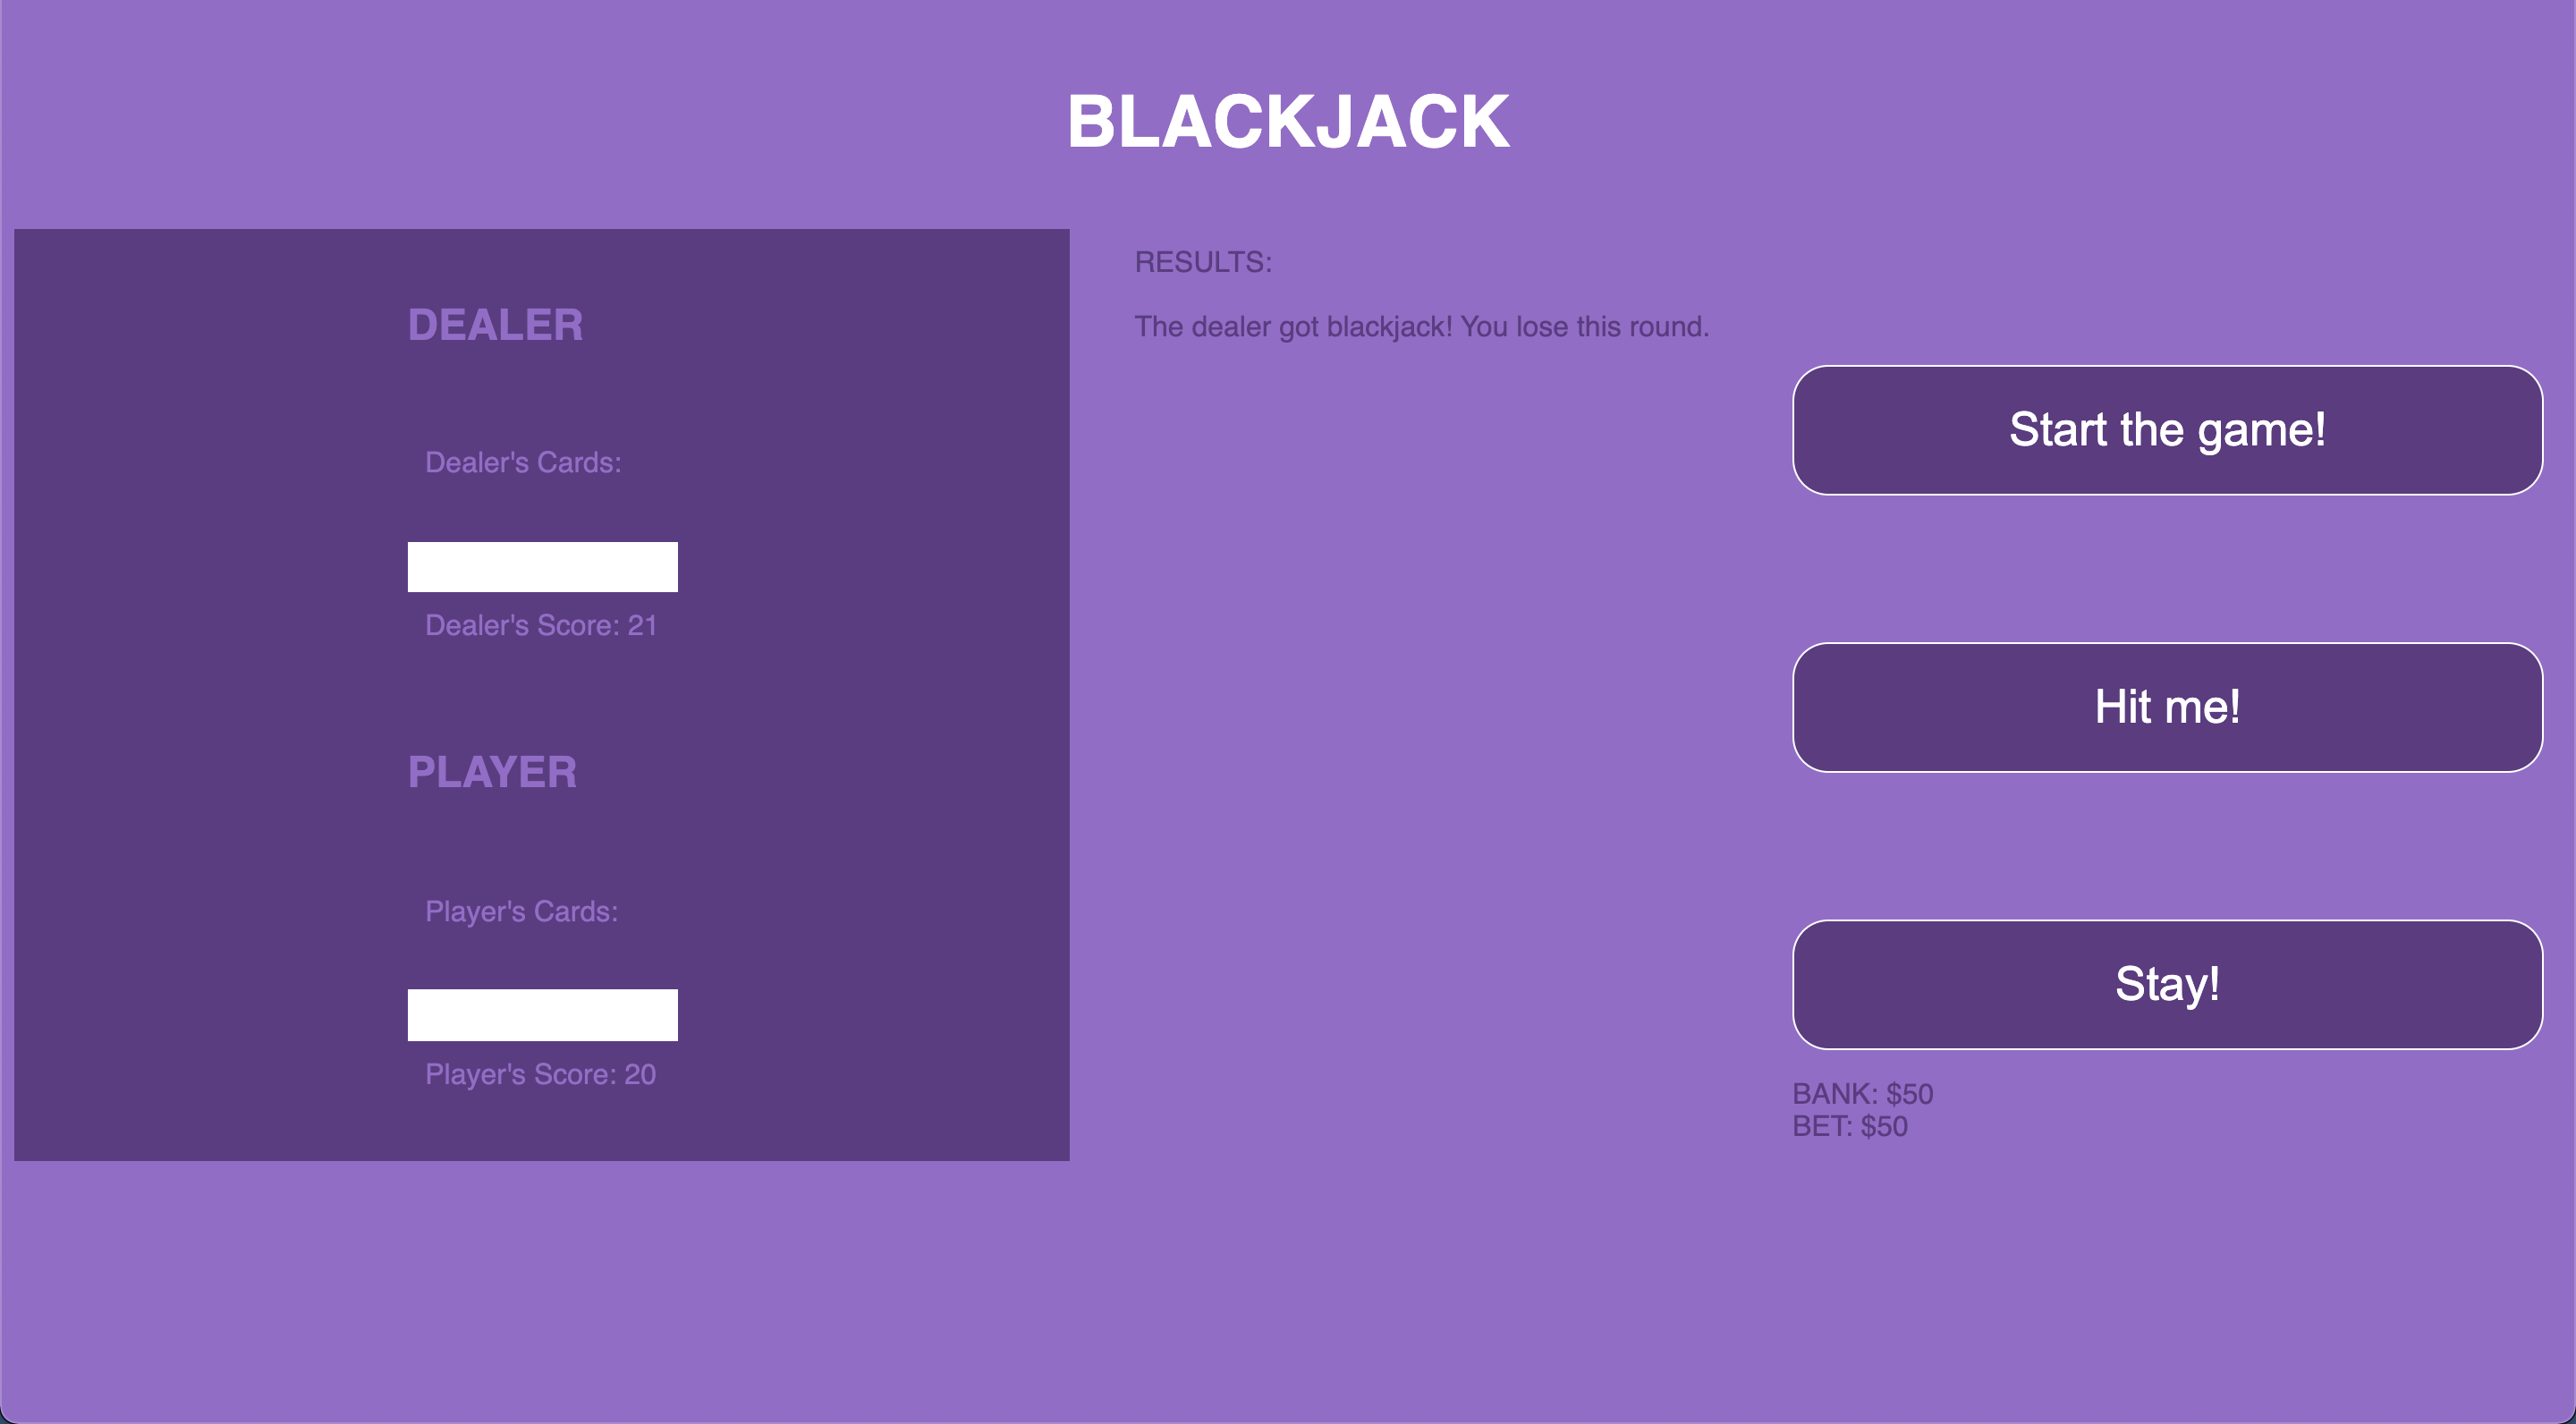 BLACKJACK
DEALER
Dealer's Cards:
Dealer's Score: 21
PLAYER
Player's Cards:
Player's Score: 20
RESULTS:
The dealer got blackjack! You lose this round.
Start the game!
Hit me!
Stay!
BANK: $50
BET: $50